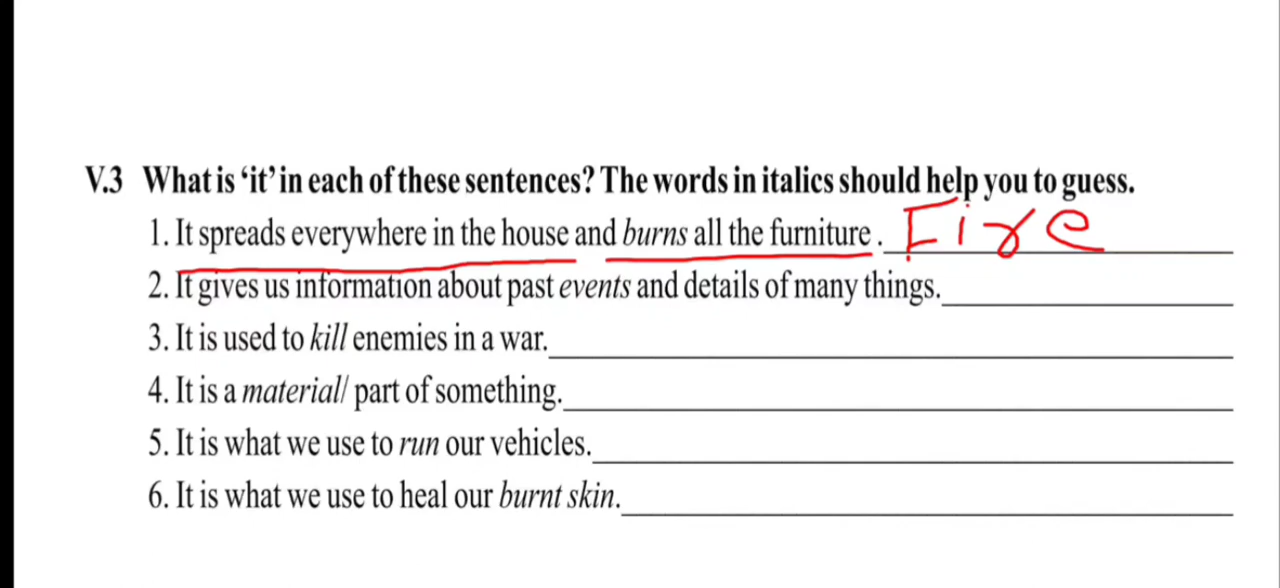 V.3 What is ‘it’ in each of these sentences? The words in italics should help you to guess.
1. It spreads everywhere in the house and burns all the furniture. Fire
2. It gives us information about past events and details of many things.
3. It is used to kill enemies in a war.
4. It is a material/ part of something.
5. It is what we use to run our vehicles.
6. It is what we use to heal our burnt skin.